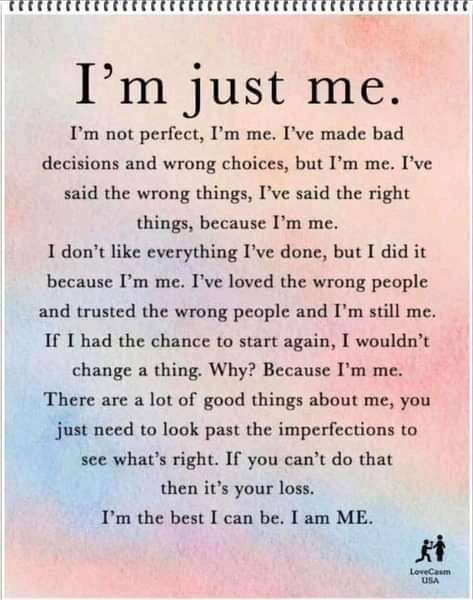 I'm just me.
I'm not perfect, I'm me. I've made bad
decisions and wrong choices, but I'm me. I've
said the wrong things, I've said the right
things, because I'm me.
I don't like everything I've done, but I did it
because I'm me. I've loved the wrong people
and trusted the wrong people and I'm still me.
If I had the chance to start again, I wouldn't
change a thing. Why? Because I'm me.
There are a lot of good things about me, you
just need to look past the imperfections to
see what's right. If you can't do that
then it's your loss.
I'm the best I can be. I am ME.
LoveCasm
USA